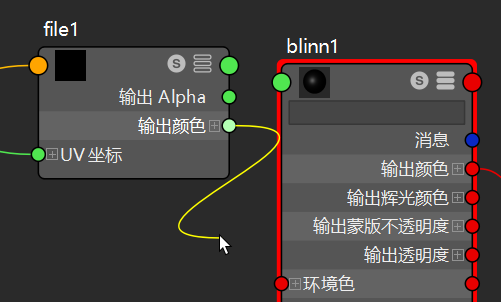 file1
S
输出 Alpha
输出颜色
UV 坐标
blinn1
S
消息
输出颜色
输出辉光颜色
输出蒙版不透明度
输出透明度
环境色